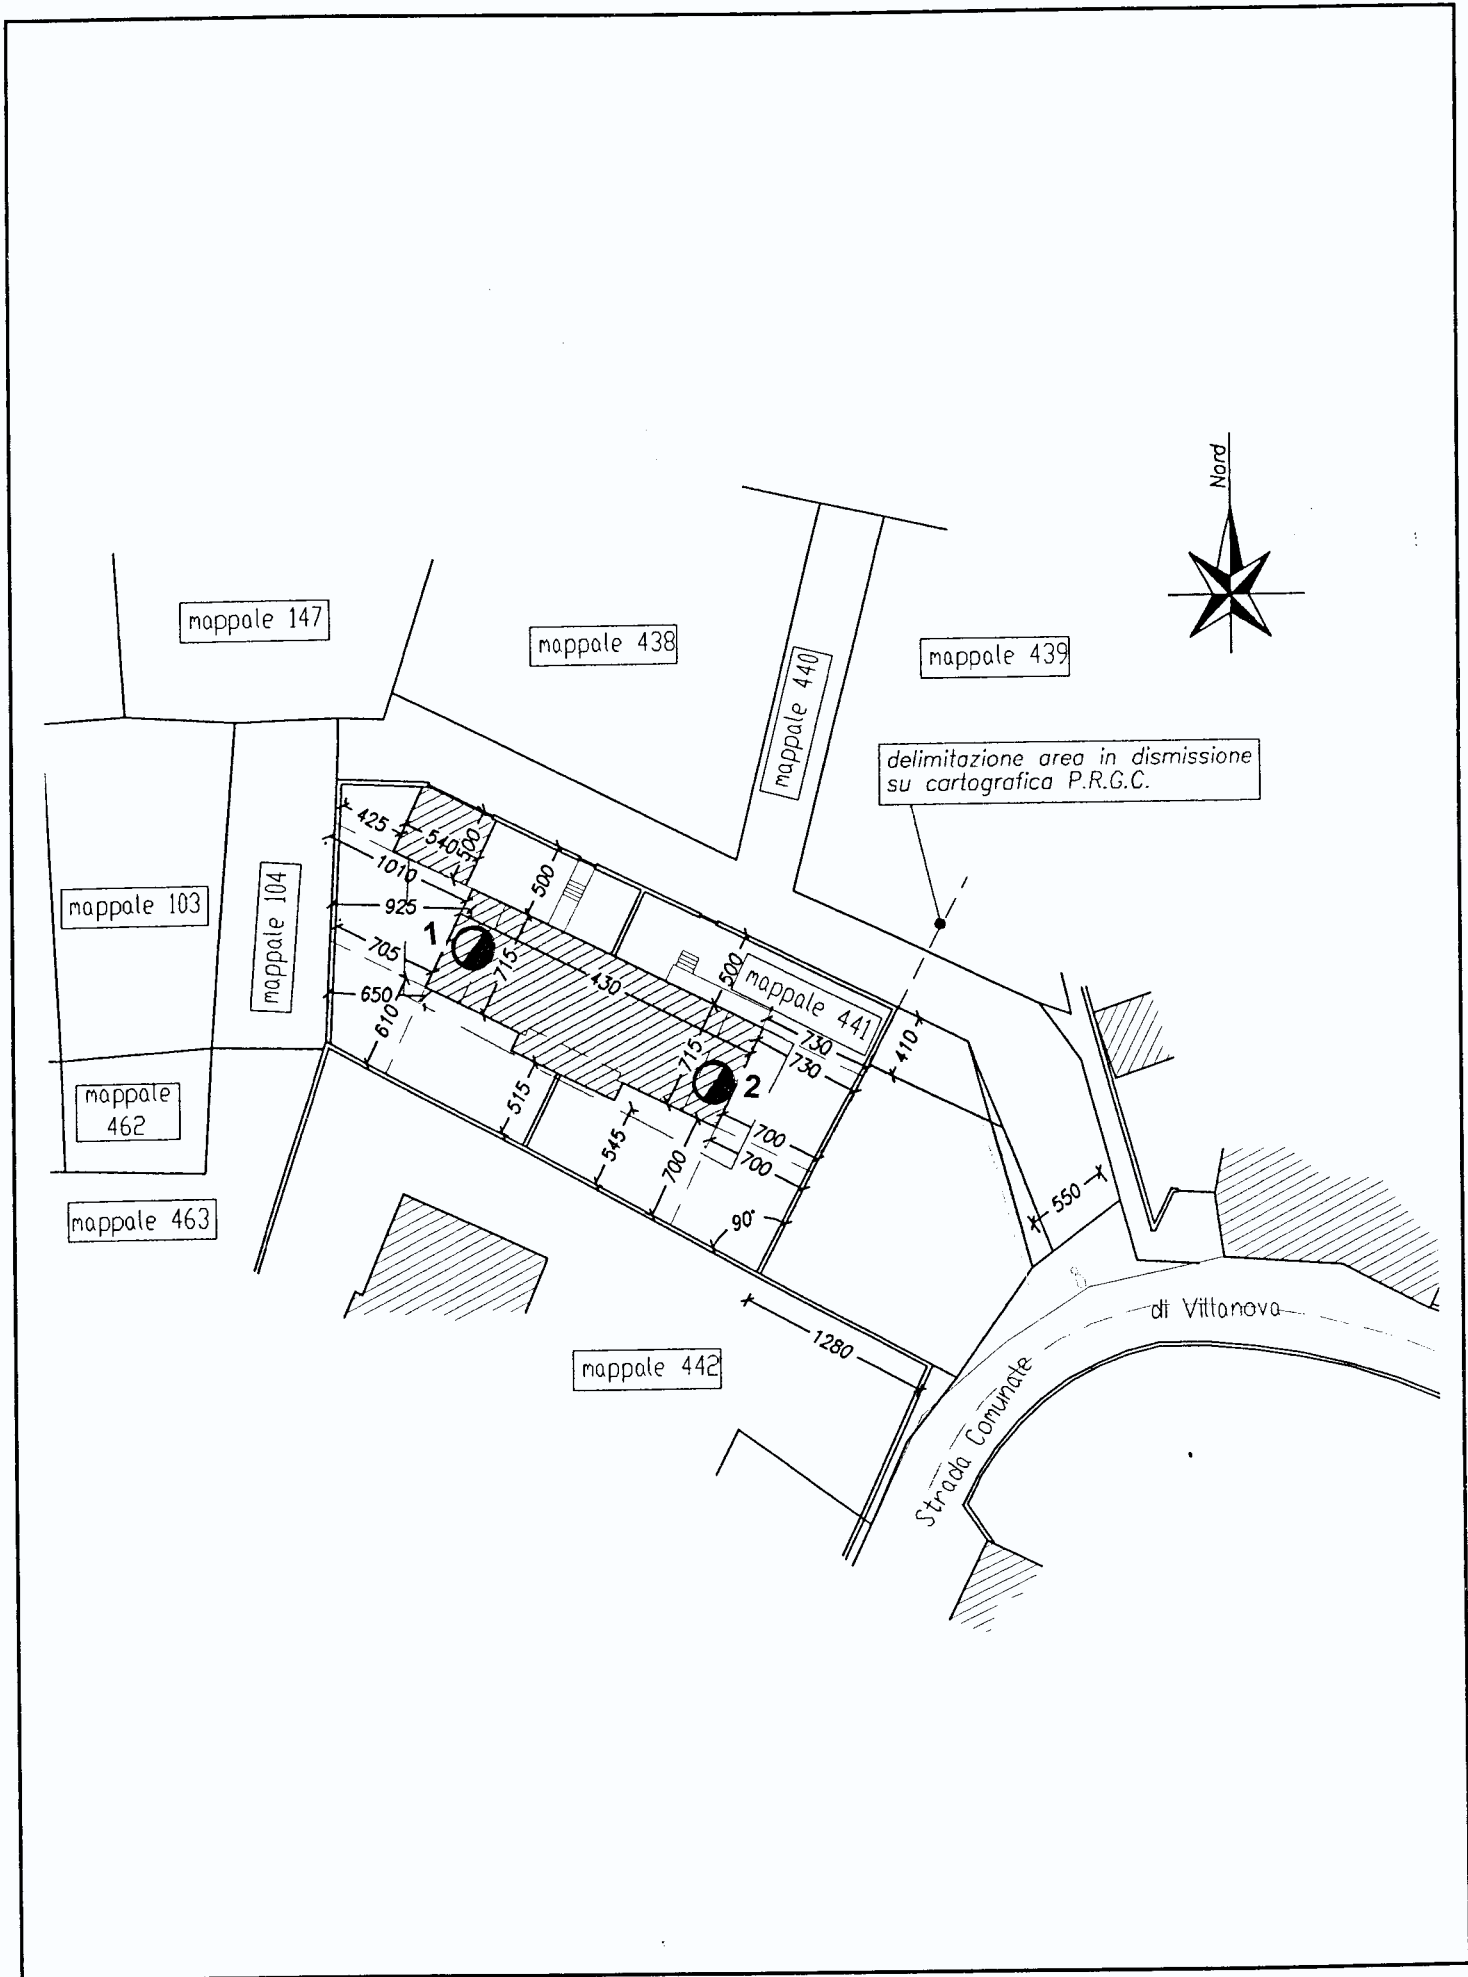 Nord
mappale 147
mappale 438
mappale 440
mappale 439
delimitazione area in dismissione
su cartografica P.R.G.C.
425
540
500
1010
500
mappale 103
mappale 104
925
1
705
715
430
500
mappale 441
650
610
730
730
410
715
2
mappale
462
515
545
700
700
700
90°
550
mappale 463
di Villanova
1280
mappale 442
Strada Comunale